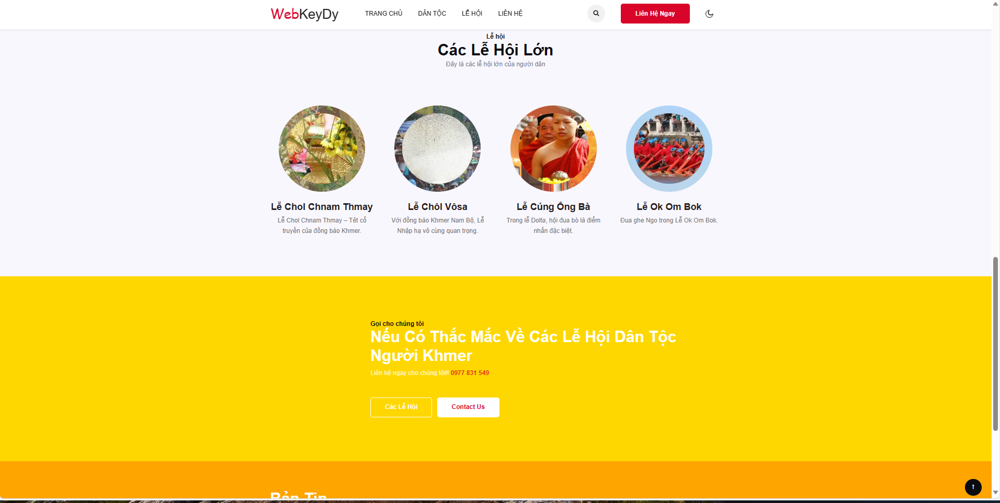 WebKeyDy
TRANG CHỦ
DÂN TỘC
LỄ HỘI
LIÊN HỆ
Liên Hệ Ngay
Lễ hội
Các Lễ Hội Lớn
Đây là các lễ hội lớn của người dân
Lễ Chol Chnam Thmay
Lễ Chol Chnam Thmay – Têt cổ
truyền của đồng bào Khmer.
Lễ Chôl Vôsa
Với đồng bào Khmer Nam Bộ, Lễ
Nhập hạ vô cùng quan trọng.
Lễ Cúng Ông Bà
Trong lễ Dolta, hội đua bò là điểm
nhấn đặc biệt.
Lễ Ok Om Bok
Đua ghe Ngo trong Lễ Ok Om Bok.
Gọi cho chúng tôi
Nếu Có Thắc Mắc Về Các Lễ Hội Dân Tộc
Người Khmer
Liên hệ ngay cho chúng tôi!! 0977 831 549
Các Lễ Hội
Contact Us
Bản Tin